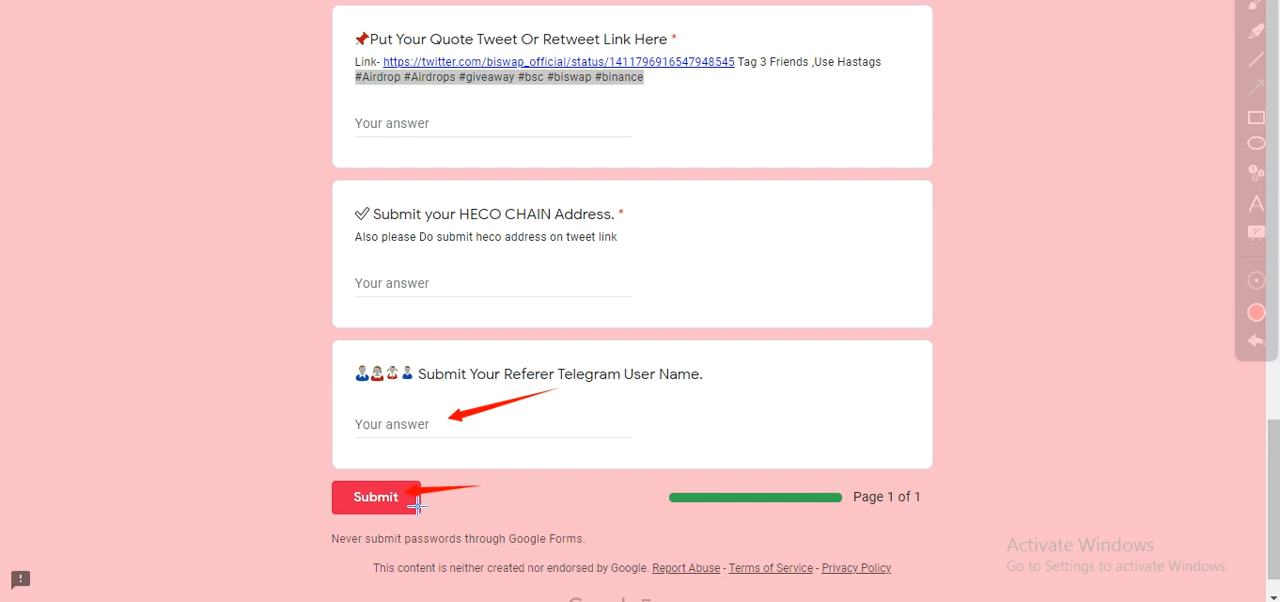 📌Put Your Quote Tweet Or Retweet Link Here *
Link- https://twitter.com/biswap_official/status/1411796916547948545 Tag 3 Friends ,Use Hastags
#Airdrop #Airdrops #giveaway #bsc #biswap #binance
Your answer
✅ Submit your HECO CHAIN Address. *
Also please Do submit heco address on tweet link
Your answer
Submit Your Referer Telegram User Name.
Your answer
Submit
Page 1 of 1
Never submit passwords through Google Forms.
This content is neither created nor endorsed by Google. Report Abuse - Terms of Service - Privacy Policy
Activate Windows
Go to Settings to activate Windows.